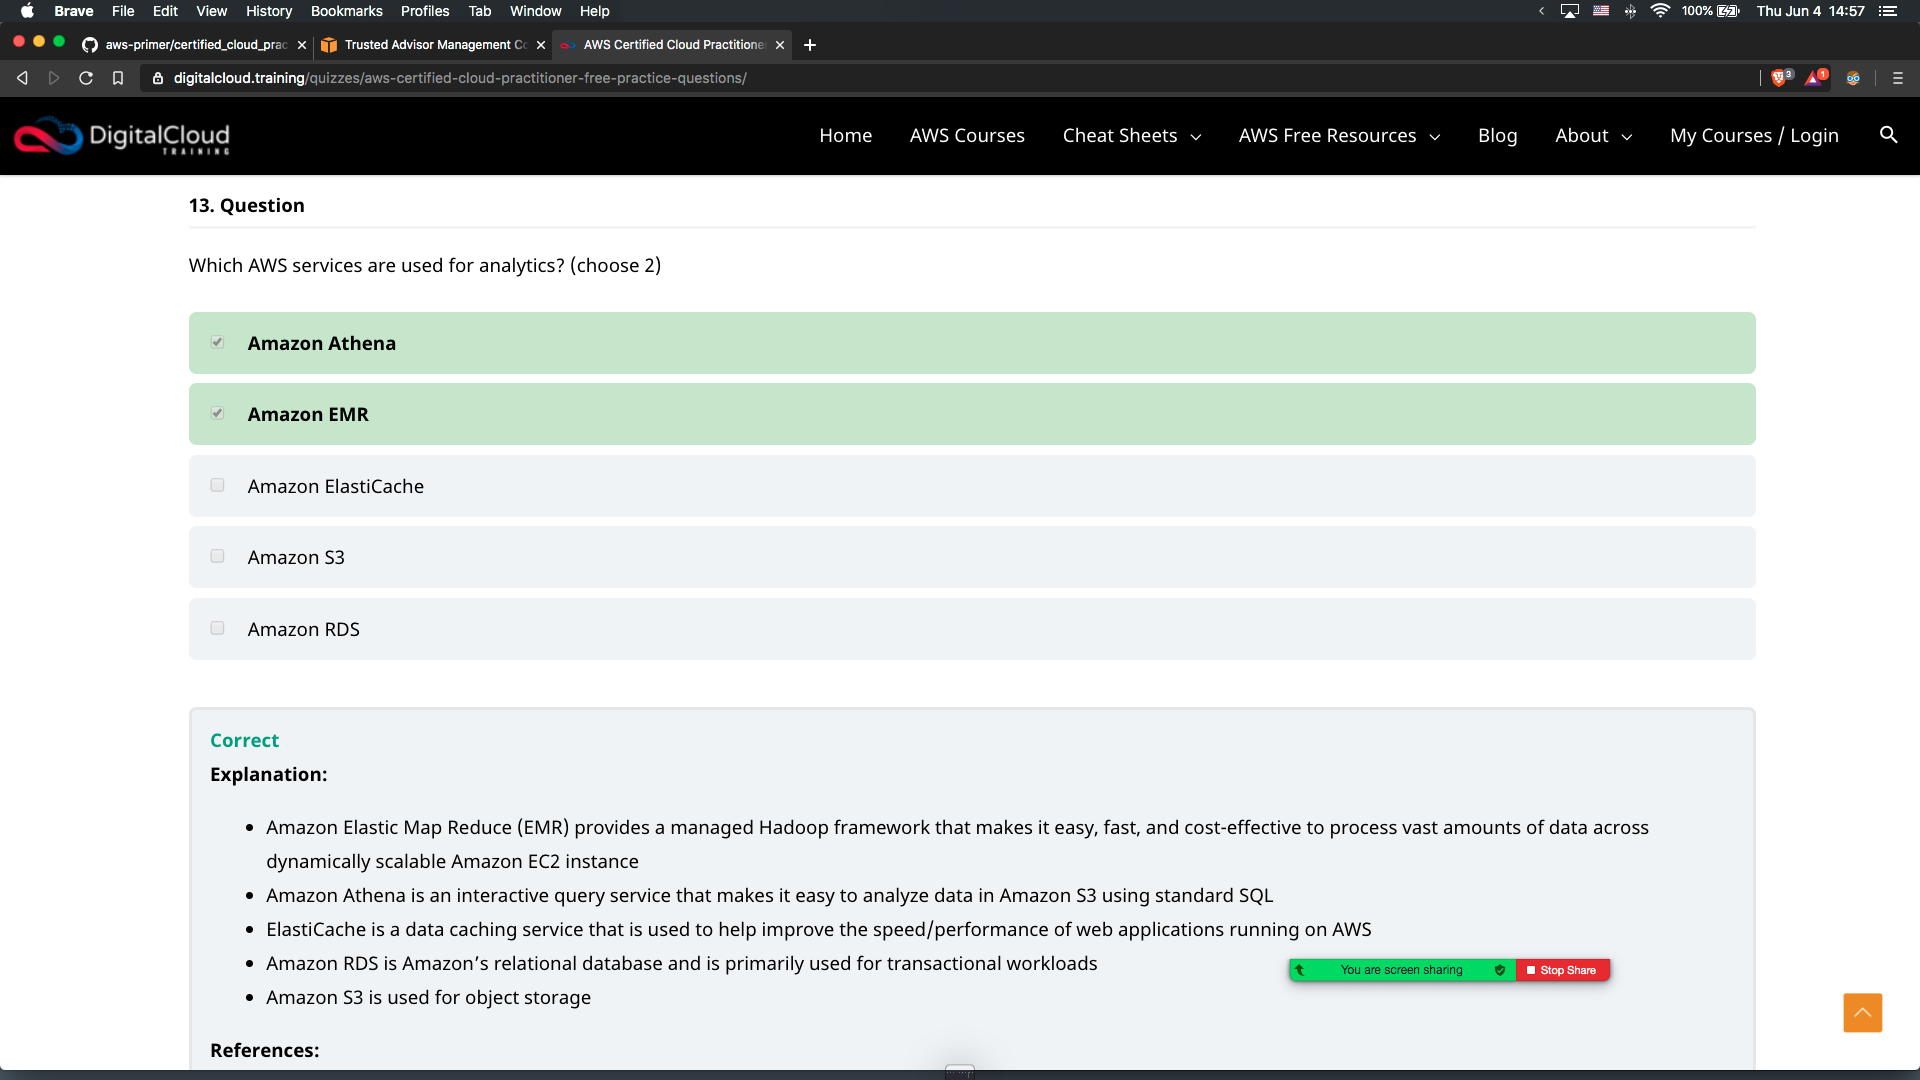 Brave File Edit View History Bookmarks Profiles Tab Window Help 100% Thu Jun 4 14:57
aws-primer/certified_cloud_prac Trusted Advisor Management Co AWS Certified Cloud Practitione
digitalcloud.training/quizzes/aws-certified-cloud-practitioner-free-practice-questions/ 3 1
DigitalCloud
TRAINING
Home AWS Courses Cheat Sheets AWS Free Resources Blog About My Courses / Login
13. Question
Which AWS services are used for analytics? (choose 2)
Amazon Athena
Amazon EMR
Amazon ElastiCache
Amazon S3
Amazon RDS
Correct
Explanation:
• Amazon Elastic Map Reduce (EMR) provides a managed Hadoop framework that makes it easy, fast, and cost-effective to process vast amounts of data across
dynamically scalable Amazon EC2 instance
• Amazon Athena is an interactive query service that makes it easy to analyze data in Amazon S3 using standard SQL
• ElastiCache is a data caching service that is used to help improve the speed/performance of web applications running on AWS
• Amazon RDS is Amazon’s relational database and is primarily used for transactional workloads
You are screen sharing Stop Share
• Amazon S3 is used for object storage
References: